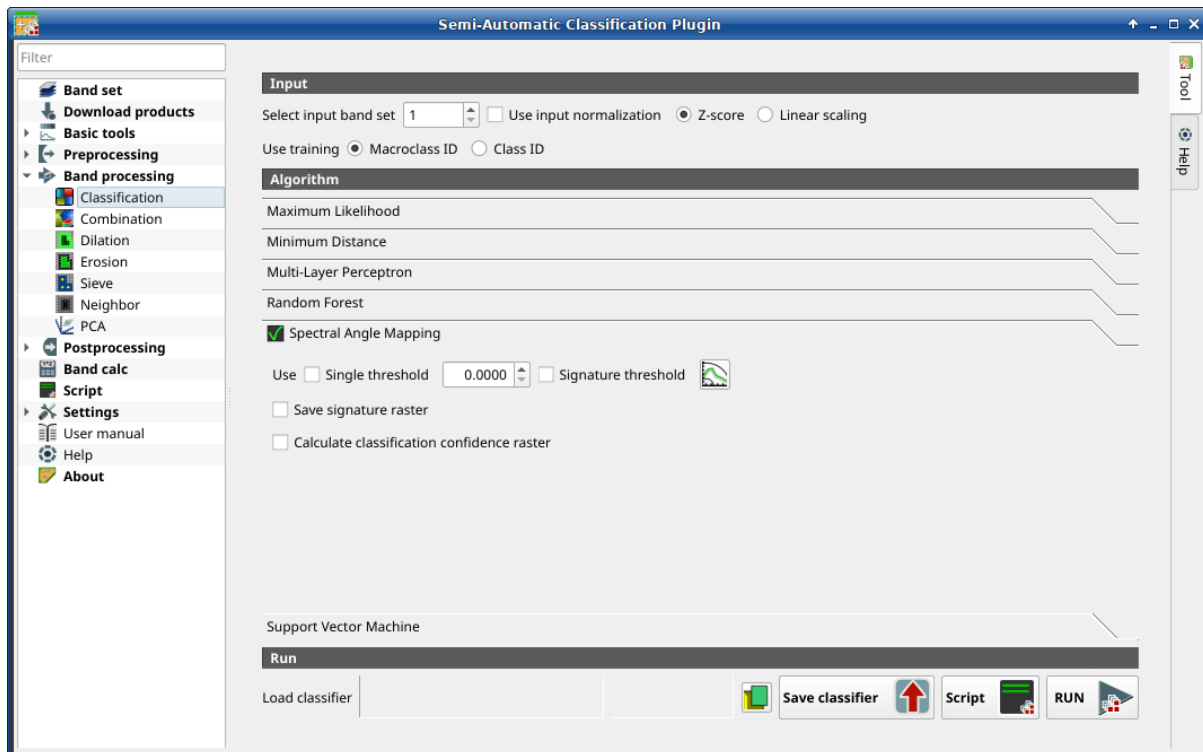 Semi-Automatic Classification Plugin
Filter
Band set
Download products
Basic tools
Preprocessing
Band processing
Classification
Combination
Dilation
Erosion
Sieve
Neighbor
PCA
Postprocessing
Band calc
Script
Settings
User manual
Help
About
Input
Select input band set 1 Use input normalization Z-score Linear scaling
Use training Macroclass ID Class ID
Algorithm
Maximum Likelihood
Minimum Distance
Multi-Layer Perceptron
Random Forest
Spectral Angle Mapping
Use Single threshold 0.0000 Signature threshold
Save signature raster
Calculate classification confidence raster
Support Vector Machine
Run
Load classifier Save classifier Script RUN
Tool
Help